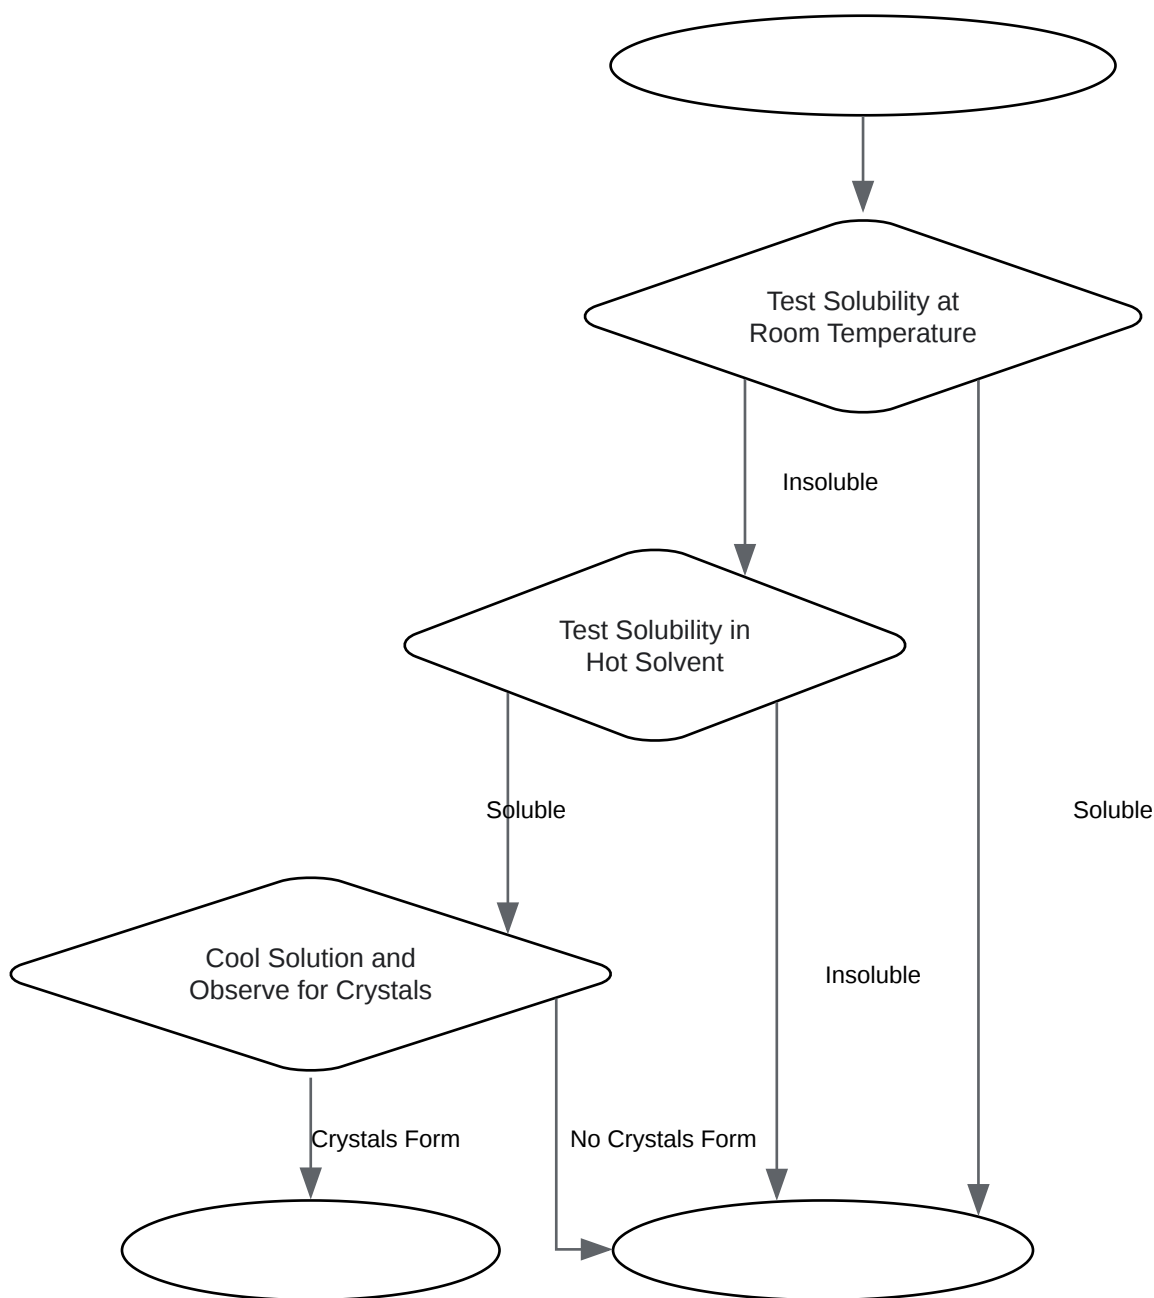 Test Solubility at
Room Temperature
Insoluble
Test Solubility in
Hot Solvent
Soluble
Soluble
Cool Solution and
Observe for Crystals
Insoluble
Crystals Form
No Crystals Form